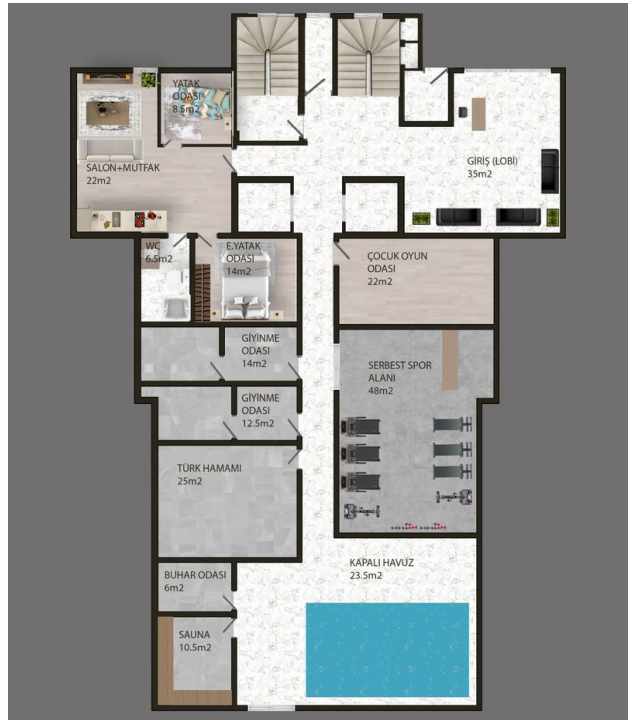 YATAK
ODASI
8.5m2
SALON+MUTFAK
22m2
GİRİŞ (LOBİ)
35m2
WC
6.5m2
E.YATAK
ODASI
14m2
ÇOCUK OYUN
ODASI
22m2
GİYİNME
ODASI
14m2
SERBEST SPOR
ALANI
48m2
GİYİNME
ODASI
12.5m2
TÜRK HAMAMI
25m2
KAPALI HAVUZ
23.5m2
BUHAR ODASI
6m2
SAUNA
10.5m2